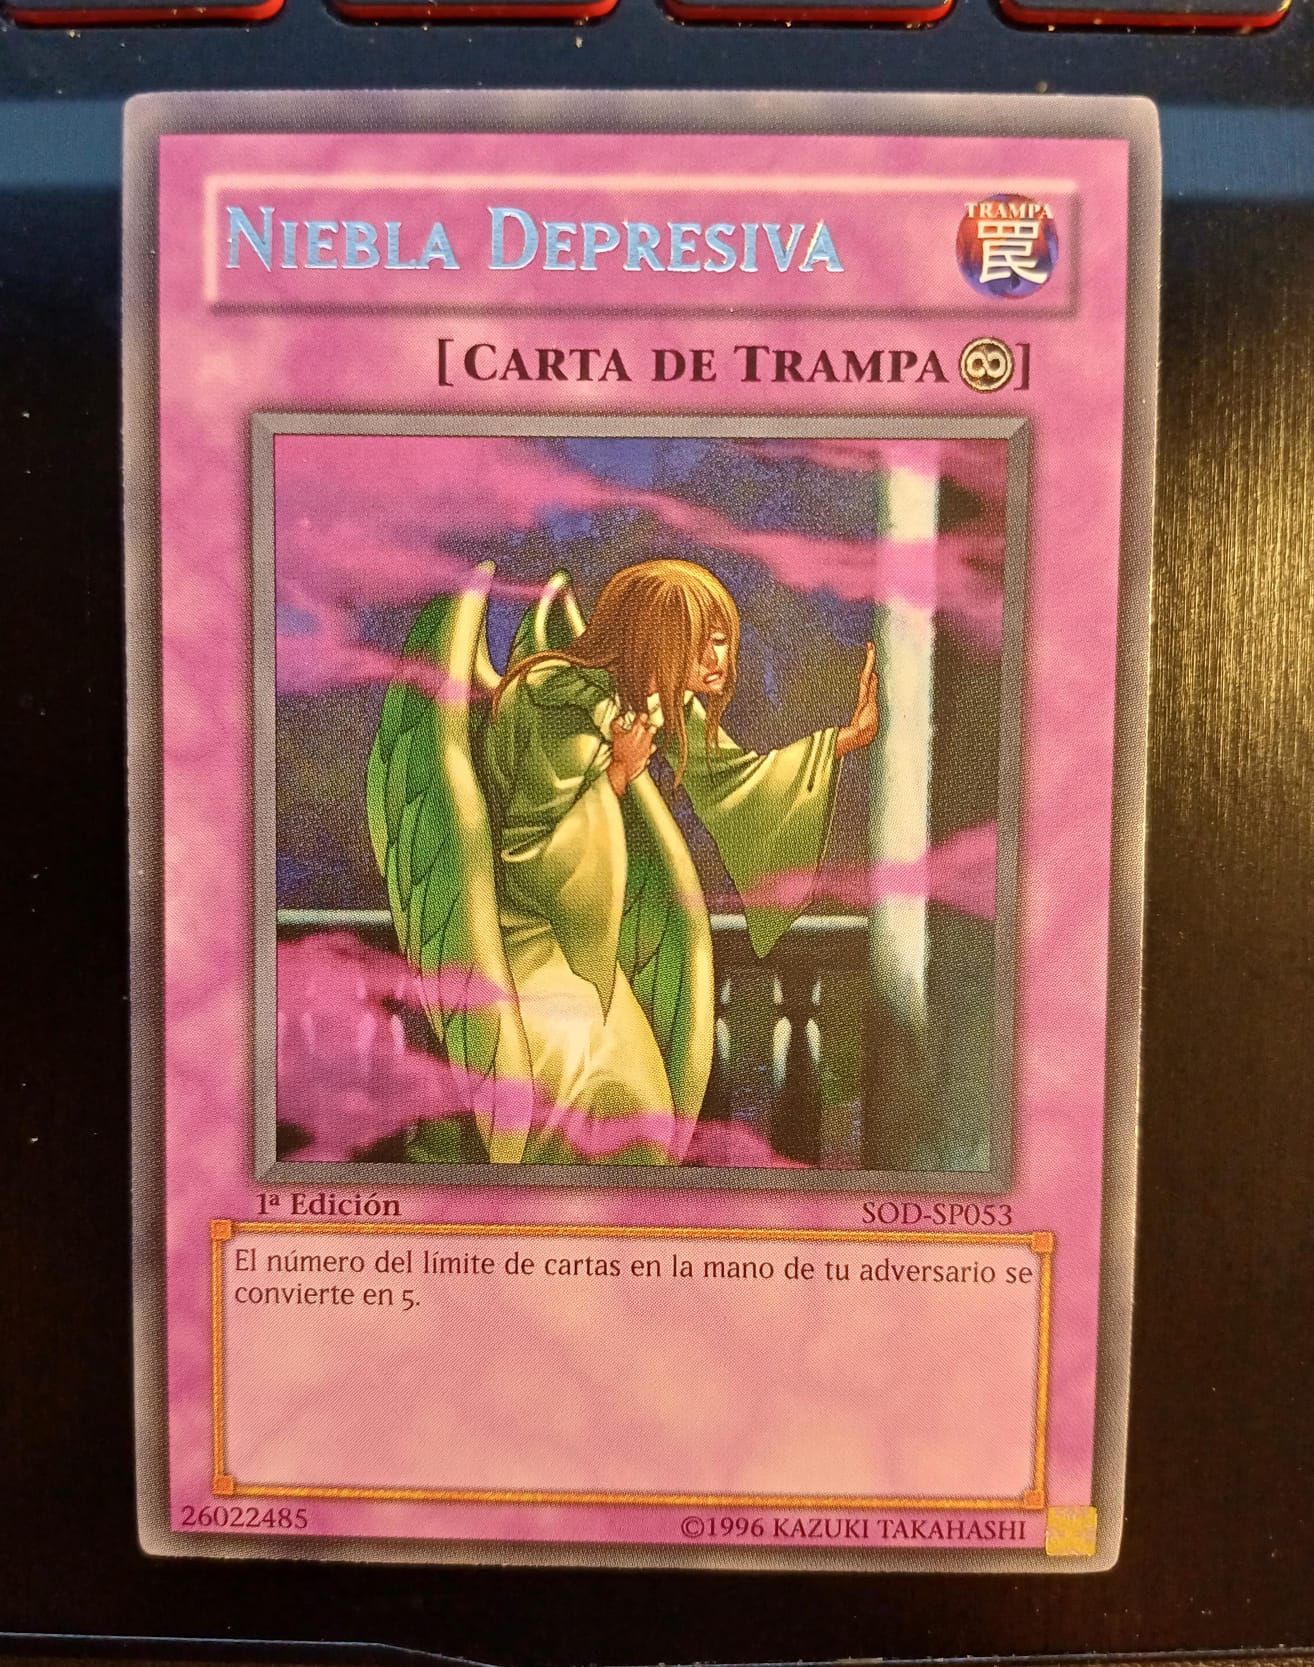 NIEBLA DEPRESIVA
TRAMPA
罠
[CARTA DE TRAMPA ∞]
1ª Edición
SOD-SP053
El número del límite de cartas en la mano de tu adversario se
convierte en 5.
26022485
©1996 KAZUKI TAKAHASHI